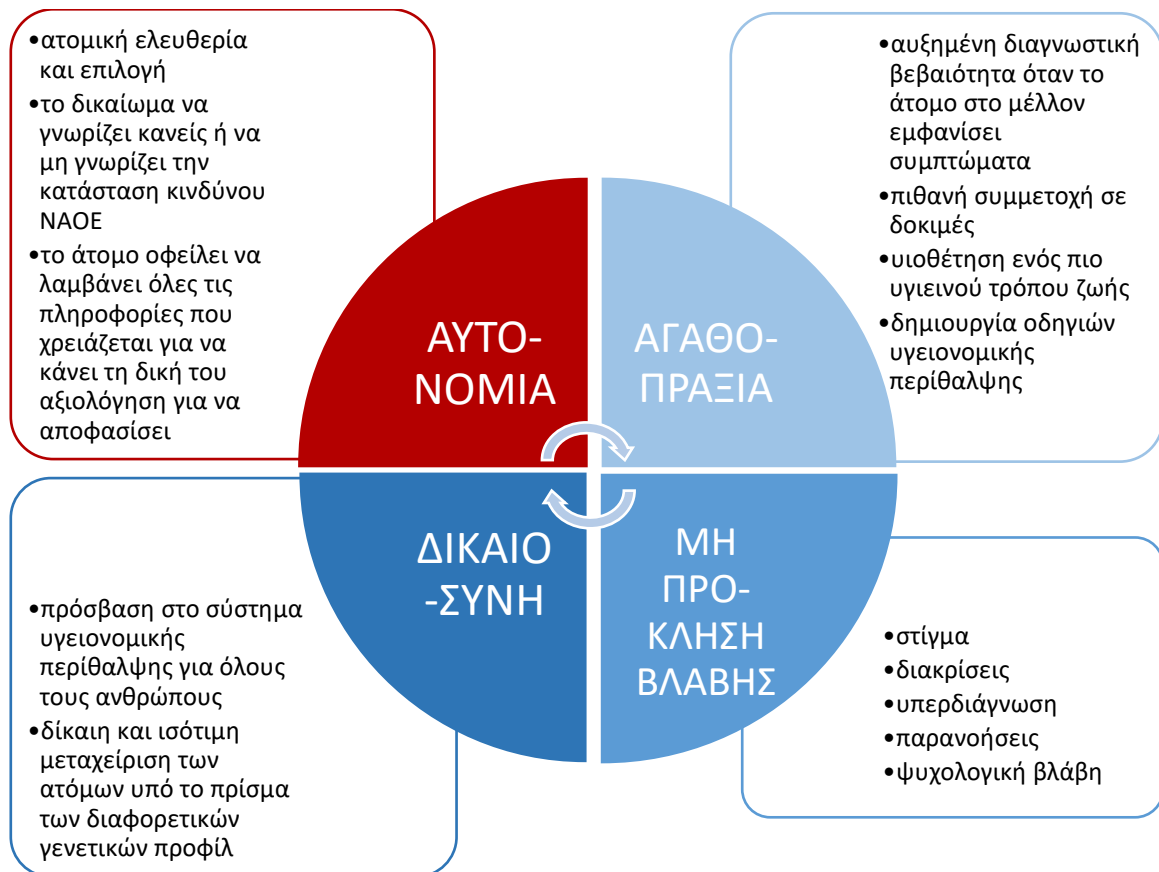 •ατομική ελευθερία
και επιλογή
•το δικαίωμα να
γνωρίζει κανείς ή να
μη γνωρίζει την
κατάσταση κινδύνου
ΝΑΟΕ
•το άτομο οφείλει να
λαμβάνει όλες τις
πληροφορίες που
χρειάζεται για να
κάνει τη δική του
αξιολόγηση για να
αποφασίσει
•αυξημένη διαγνωστική
βεβαιότητα όταν το
άτομο στο μέλλον
εμφανίσει
συμπτώματα
•πιθανή συμμετοχή σε
δοκιμές
•υιοθέτηση ενός πιο
υγιεινού τρόπου ζωής
•δημιουργία οδηγιών
υγειονομικής
περίθαλψης
ΑΥΤΟ-
ΝΟΜΙΑ
ΑΓΑΘΟ-
ΠΡΑΞΙΑ
ΔΙΚΑΙΟ
-ΣΥΝΗ
ΜΗ
ΠΡΟ-
ΚΛΗΣΗ
ΒΛΑΒΗΣ
•πρόσβαση στο σύστημα
υγειονομικής
περίθαλψης για όλους
τους ανθρώπους
•δίκαιη και ισότιμη
μεταχείριση των
ατόμων υπό το πρίσμα
των διαφορετικών
γενετικών προφίλ
•στίγμα
•διακρίσεις
•υπερδιάγνωση
•παρανοήσεις
•ψυχολογική βλάβη